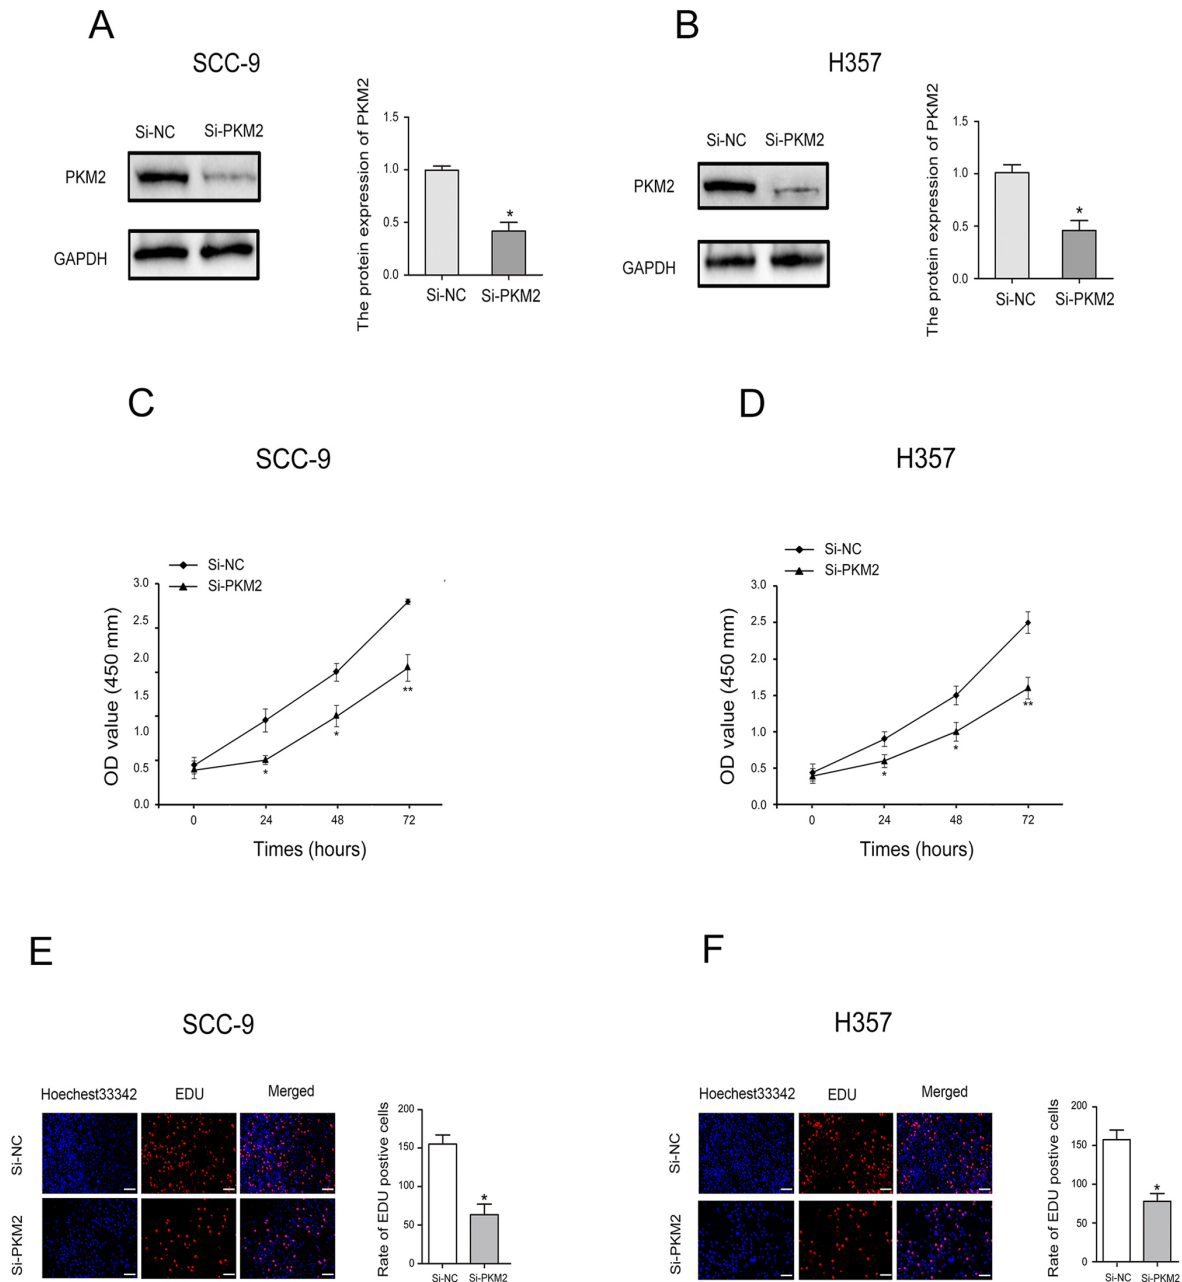 A
SCC-9
Si-NC Si-PKM2
PKM2
GAPDH
The protein expression of PKM2
1.5
1.0
0.5
0.0
*
Si-NC Si-PKM2
B
H357
Si-NC Si-PKM2
PKM2
GAPDH
The protein expression of PKM2
1.5
1.0
0.5
0.0
*
Si-NC Si-PKM2
C
SCC-9
Si-NC
Si-PKM2
OD value (450 mm)
3.0
2.5
2.0
1.5
1.0
0.5
0.0
*
*
**
0 24 48 72
Times (hours)
D
H357
Si-NC
Si-PKM2
OD value (450 mm)
3.0
2.5
2.0
1.5
1.0
0.5
0.0
*
*
**
0 24 48 72
Times (hours)
E
SCC-9
Hoechest33342 EDU Merged
Si-NC
Si-PKM2
Rate of EDU postive cells
200
150
100
50
0
*
Si-NC Si-PKM2
F
H357
Hoechest33342 EDU Merged
Si-NC
Si-PKM2
Rate of EDU postive cells
200
150
100
50
0
*
Si-NC Si-PKM2